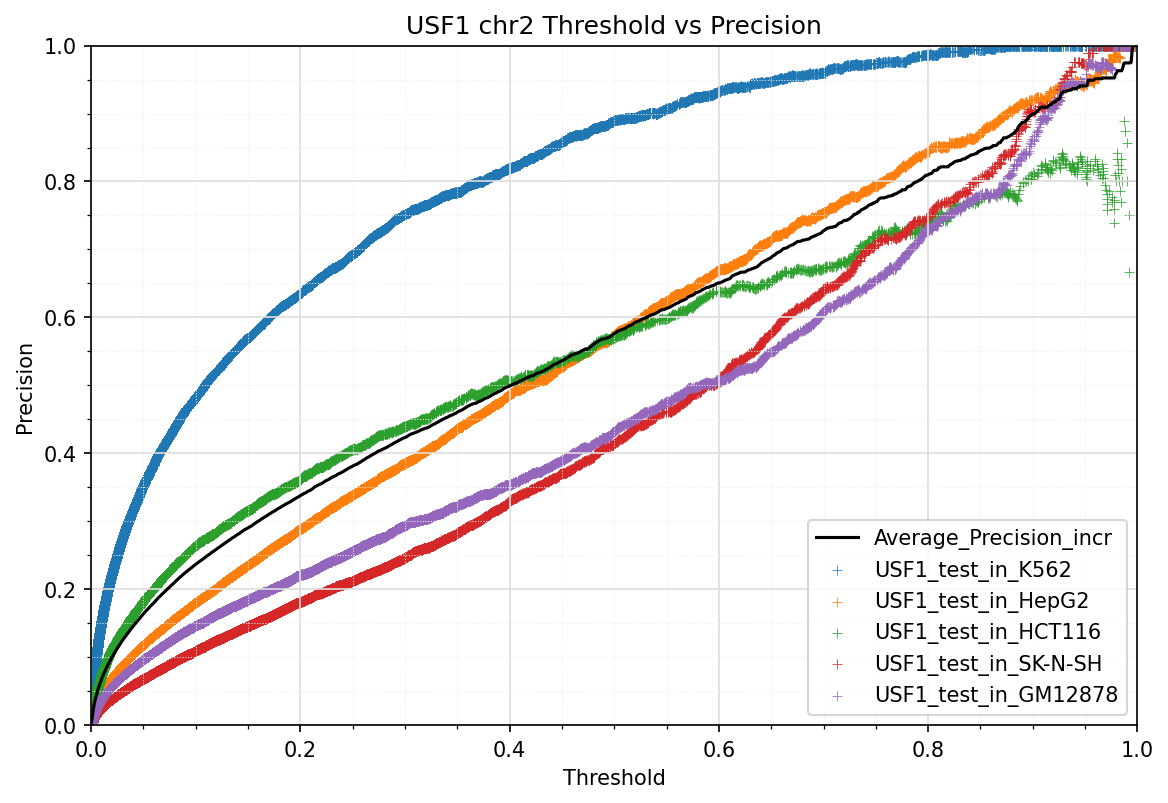 USF1 chr2 Threshold vs Precision
1.0
0.8
0.6
0.4
0.2
0.0
Precision
0.0 0.2 0.4 0.6 0.8 1.0
Threshold
Average_Precision_incr
USF1_test_in_K562
USF1_test_in_HepG2
USF1_test_in_HCT116
USF1_test_in_SK-N-SH
USF1_test_in_GM12878